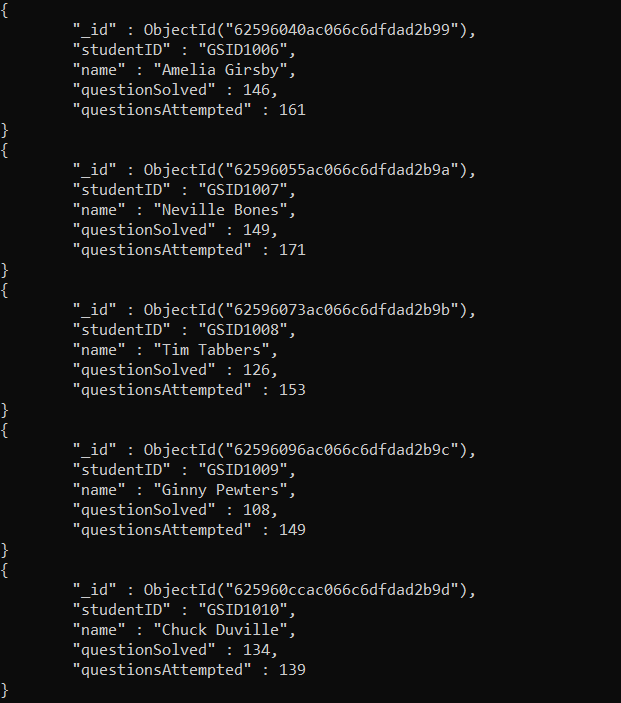 {
"_id" : ObjectId("62596040ac066c6dfdad2b99"),
"studentID" : "GSID1006",
"name" : "Amelia Girsby",
"questionSolved" : 146,
"questionsAttempted" : 161
}
{
"_id" : ObjectId("62596055ac066c6dfdad2b9a"),
"studentID" : "GSID1007",
"name" : "Neville Bones",
"questionSolved" : 149,
"questionsAttempted" : 171
}
{
"_id" : ObjectId("62596073ac066c6dfdad2b9b"),
"studentID" : "GSID1008",
"name" : "Tim Tabbers",
"questionSolved" : 126,
"questionsAttempted" : 153
}
{
"_id" : ObjectId("62596096ac066c6dfdad2b9c"),
"studentID" : "GSID1009",
"name" : "Ginny Pewters",
"questionSolved" : 108,
"questionsAttempted" : 149
}
{
"_id" : ObjectId("625960ccac066c6dfdad2b9d"),
"studentID" : "GSID1010",
"name" : "Chuck Duville",
"questionSolved" : 134,
"questionsAttempted" : 139
}